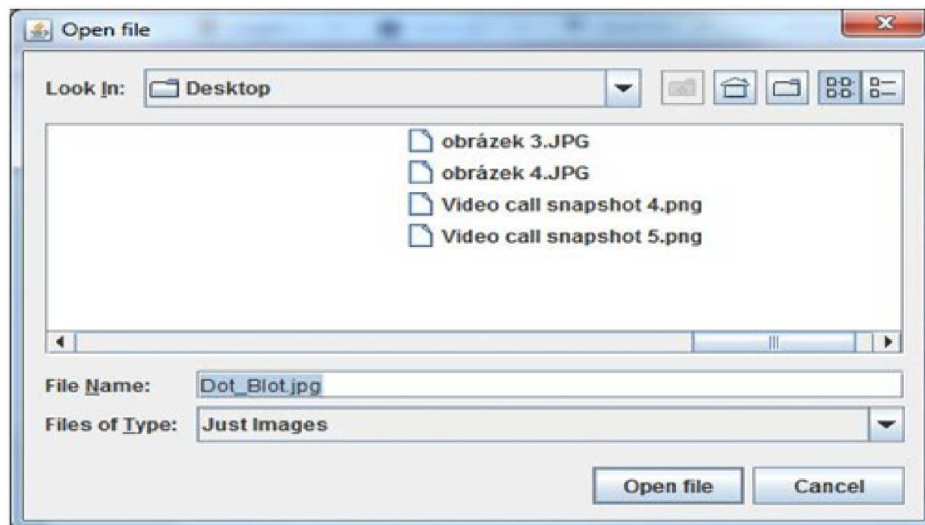 Open file
Look In: Desktop
obrázek 3.JPG
obrázek 4.JPG
Video call snapshot 4.png
Video call snapshot 5.png
File Name: Dot_Blot.jpg
Files of Type: Just Images
Open file Cancel